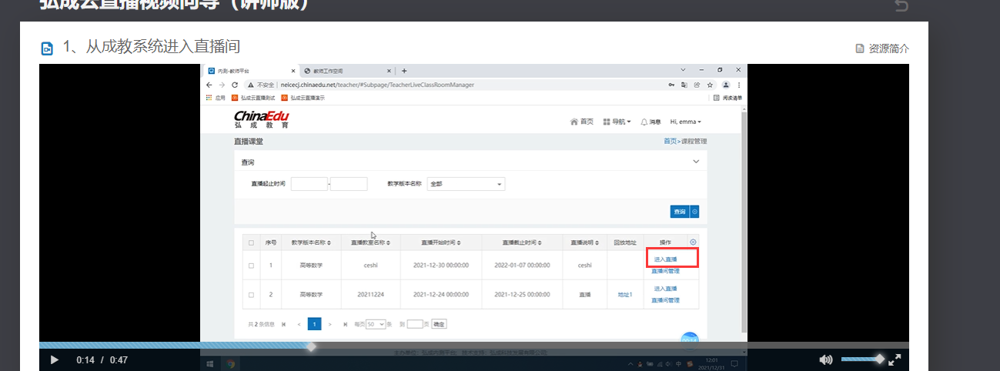 弘成云直播视频向导（讲师版）
1、从成教系统进入直播间
资源简介
内测-教师平台
教师工作空间
不安全 | neicecj.chinaedu.net/teacher/#Subpage/TeacherLiveClassRoomManager
应用 弘成云直播测试 弘成云直播演示 阅读清单
ChinaEdu
弘成教育
首页 导航 消息 Hi, emma
直播课堂 首页>课程管理
查询
直播起止时间 - 教学版本名称 全部
查询
序号 教学版本名称 直播教室名称 直播开始时间 直播截止时间 直播说明 回放地址 操作
1 高等数学 ceshi 2021-12-30 00:00:00 2022-01-07 00:00:00 ceshi 进入直播
直播间管理
2 高等数学 20211224 2021-12-24 00:00:00 2021-12-25 00:00:00 直播 地址1 进入直播
直播间管理
共2条信息 1 每页 50 条 到 页 确定
主办单位：弘成内测平台 技术支持：弘成科技发展有限公司
0:14 / 0:47
中
12:01
2021/12/31